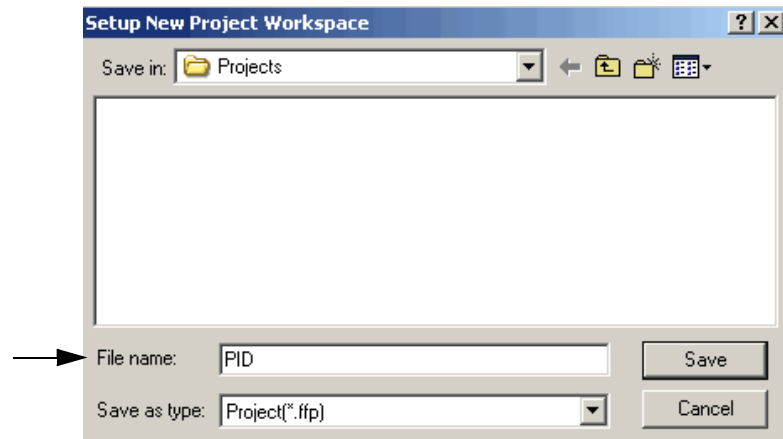 Setup New Project Workspace
Save in: Projects
File name: PID Save
Save as type: Project(*.ffp) Cancel